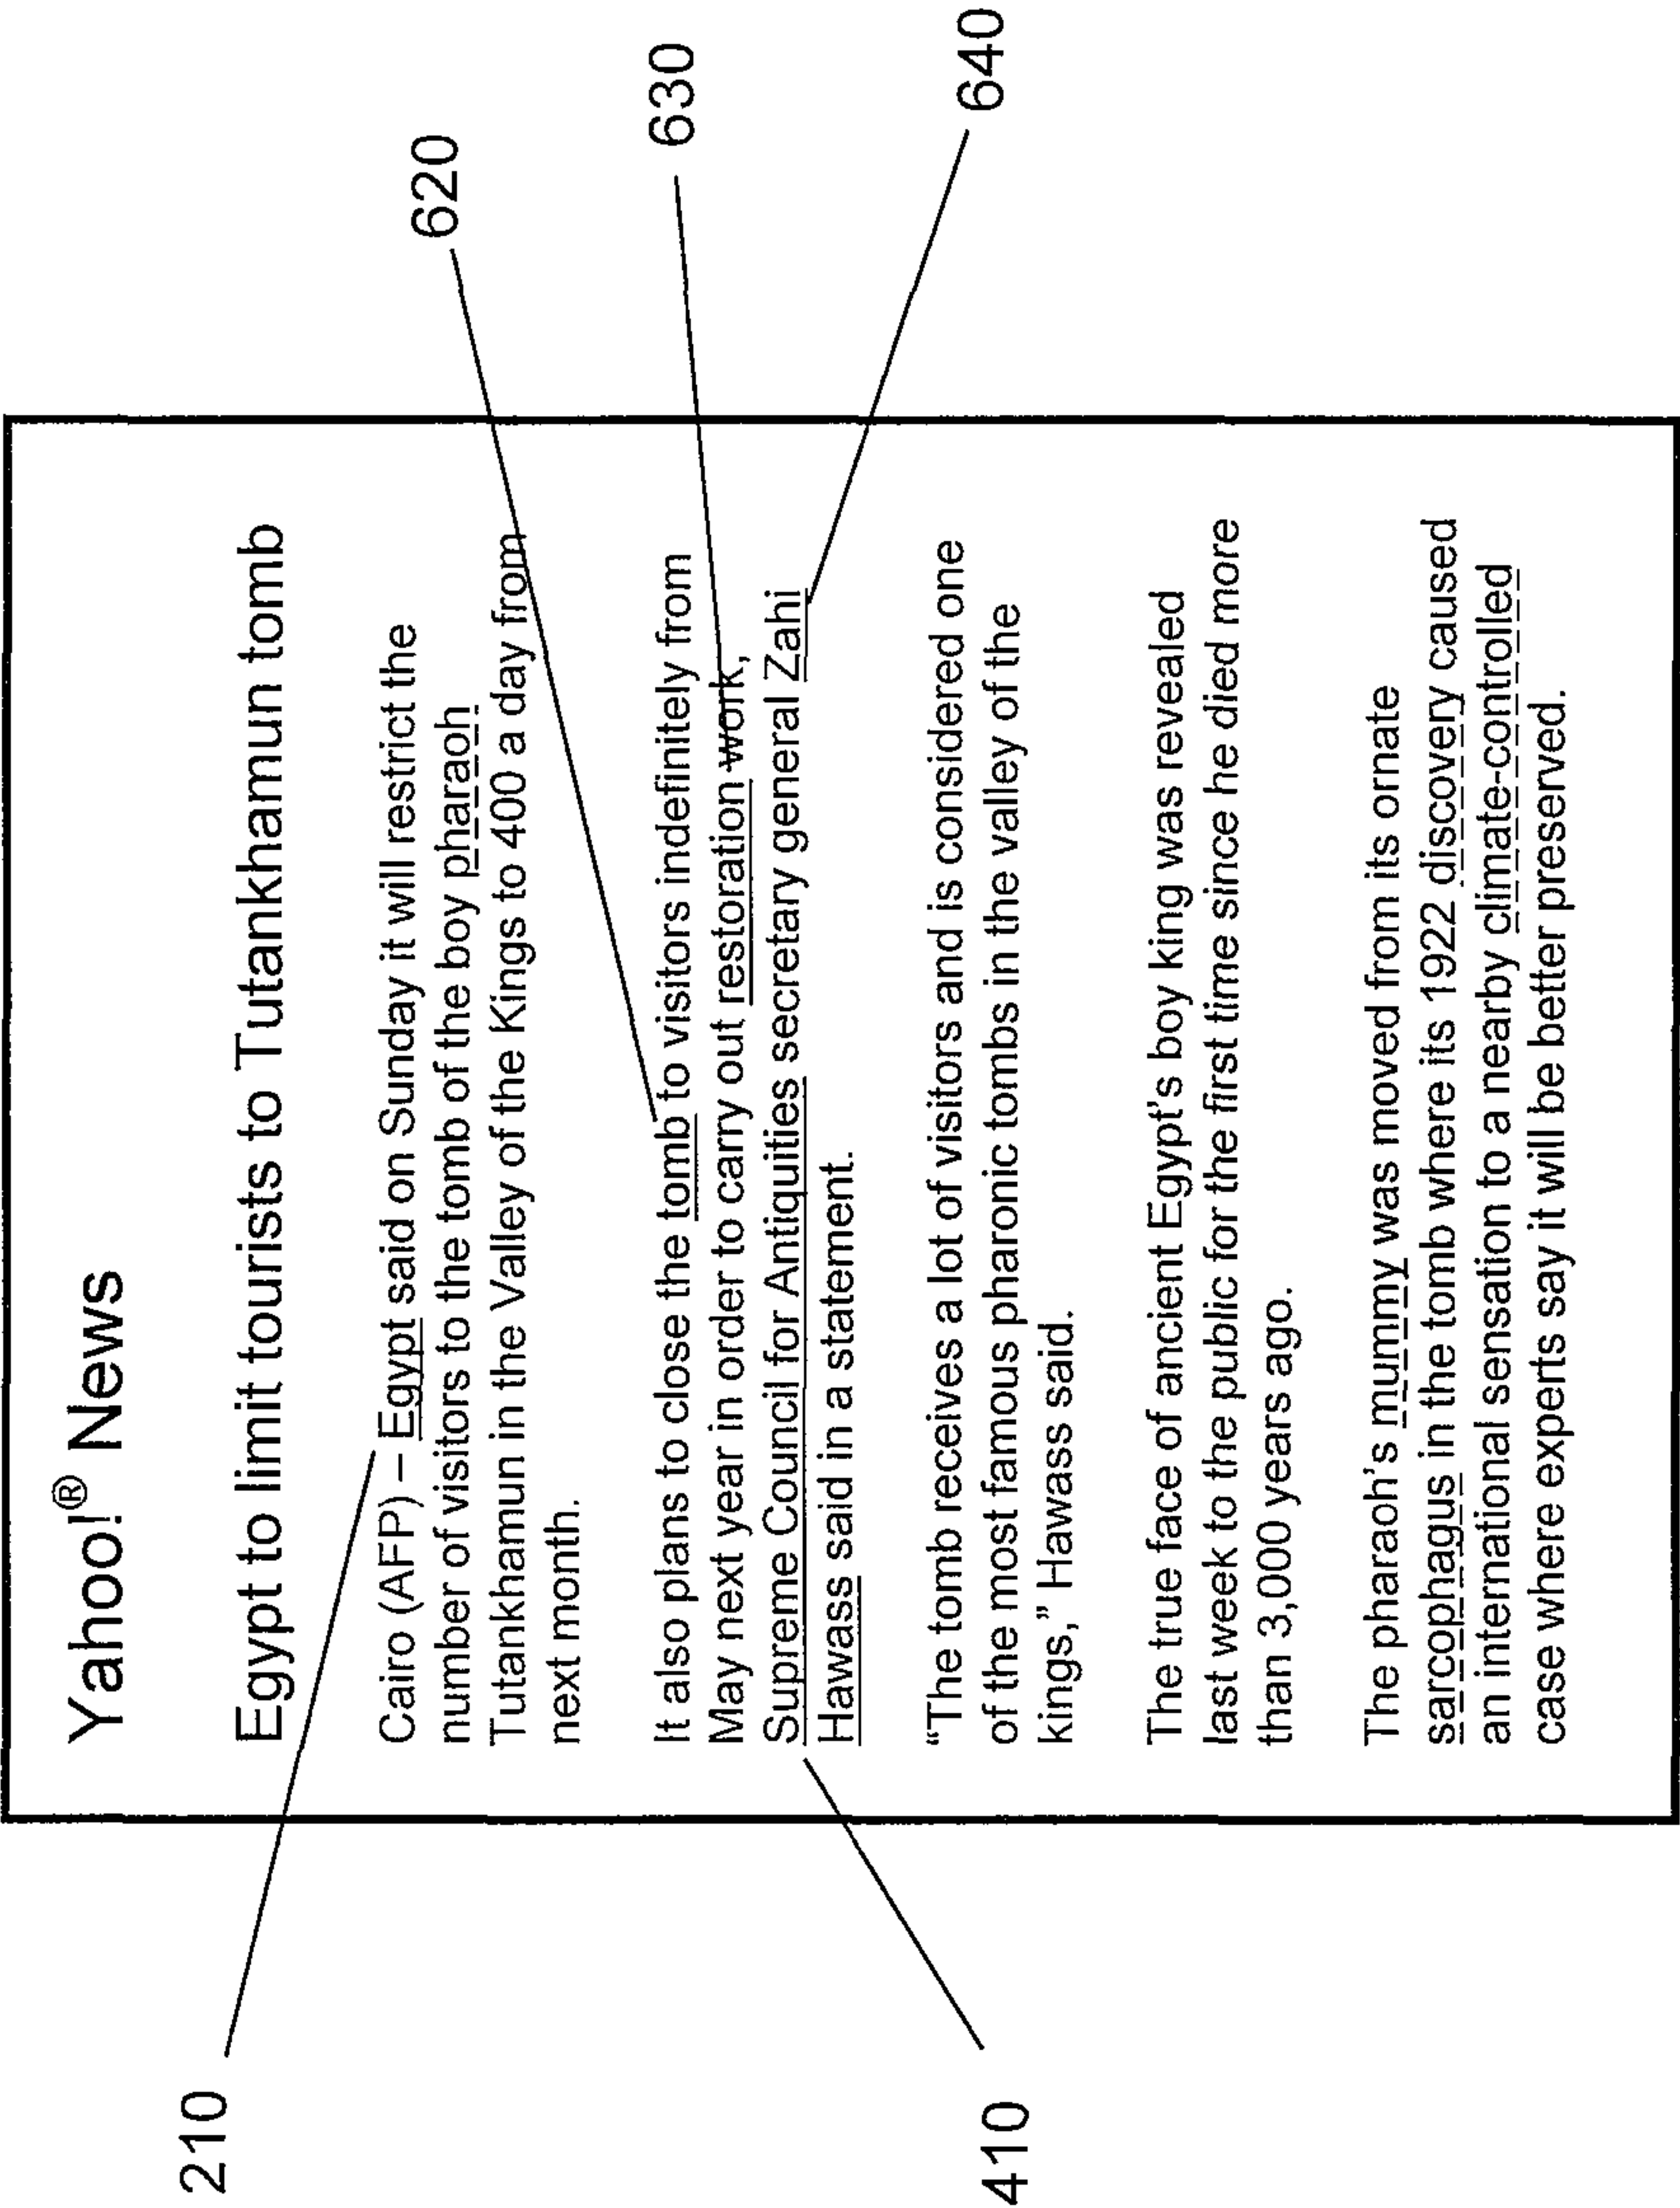 Yahoo!® News
Egypt to limit tourists to Tutankhamun tomb
Cairo (AFP) – Egypt said on Sunday it will restrict the
number of visitors to the tomb of the boy pharaoh
Tutankhamun in the Valley of the Kings to 400 a day from
next month.
It also plans to close the tomb to visitors indefinitely from
May next year in order to carry out restoration work,
Supreme Council for Antiquities secretary general Zahi
Hawass said in a statement.
“The tomb receives a lot of visitors and is considered one
of the most famous pharonic tombs in the valley of the
kings,” Hawass said.
The true face of ancient Egypt’s boy king was revealed
last week to the public for the first time since he died more
than 3,000 years ago.
The pharaoh’s mummy was moved from its ornate
sarcophagus in the tomb where its 1922 discovery caused
an international sensation to a nearby climate-controlled
case where experts say it will be better preserved.
210
410
620
630
640